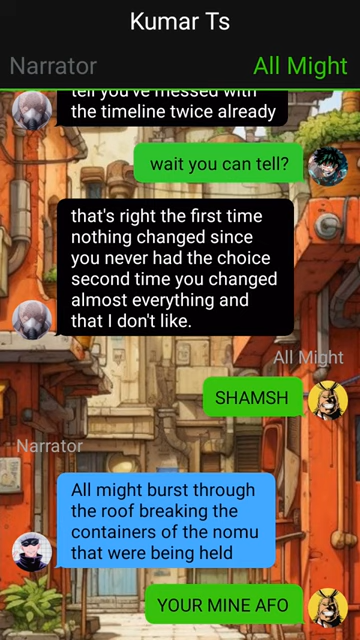 Kumar Ts
Narrator
All Might
tell you've messed with
the timeline twice already
wait you can tell?
that's right the first time
nothing changed since
you never had the choice
second time you changed
almost everything and
that I don't like.
All Might
SHAMSH
Narrator
All might burst through
the roof breaking the
containers of the nomu
that were being held
YOUR MINE AFO